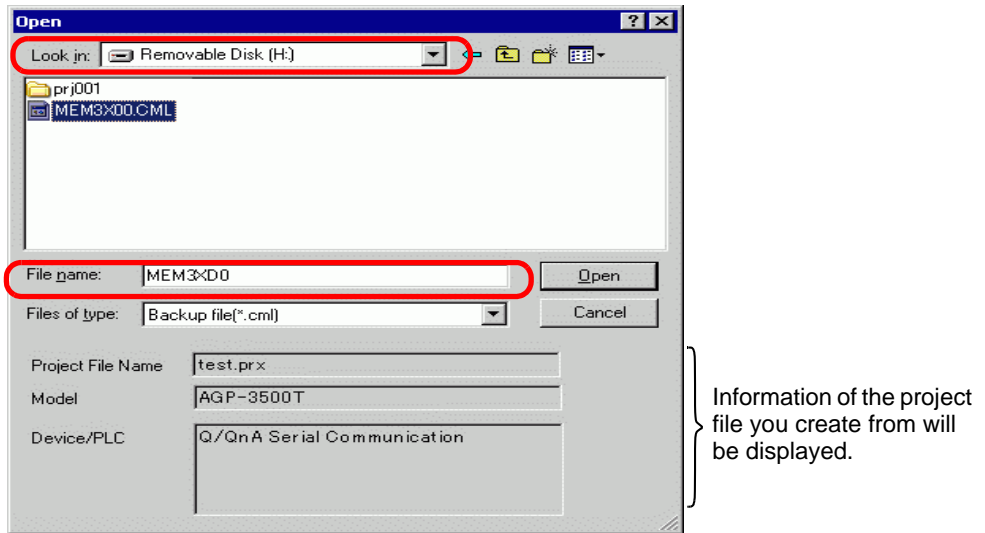 Open
Look in: Removable Disk (H:)
prj001
MEM3X00.CML
File name: MEM3XD0
Open
Files of type: Backup file(*.cml)
Cancel
Project File Name test.prx
Model AGP-3500T
Device/PLC Q/QnA Serial Communication
Information of the project
file you create from will
be displayed.